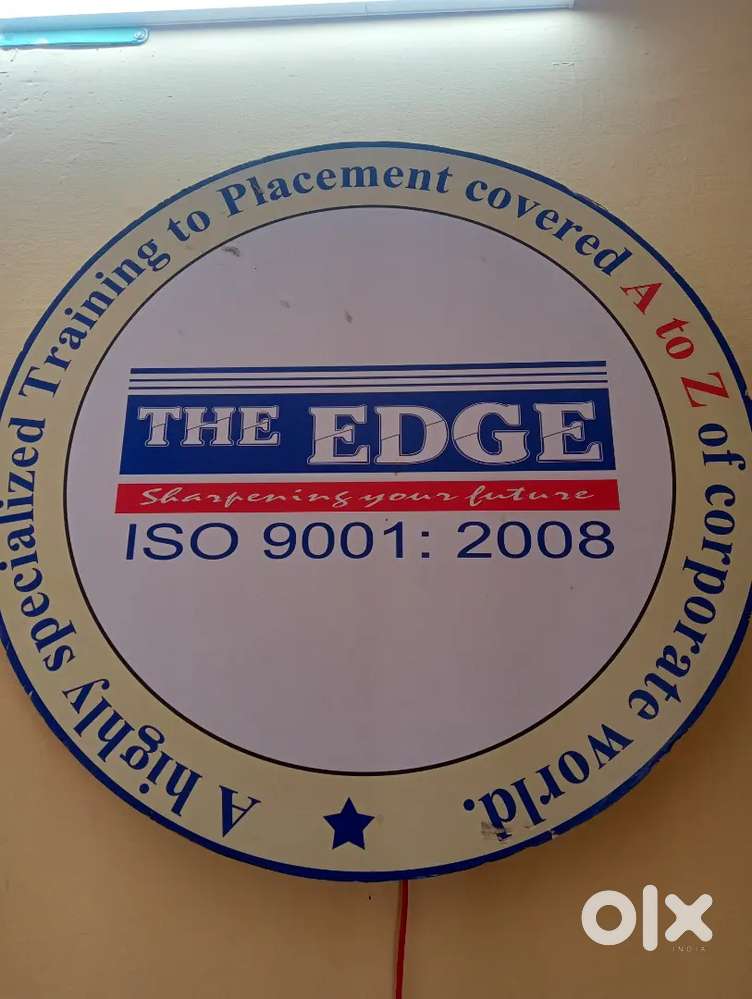 A highly specialized Training to Placement covered A to Z of corporate world.
THE EDGE
Sharpening your future
ISO 9001: 2008
olx
INDIA